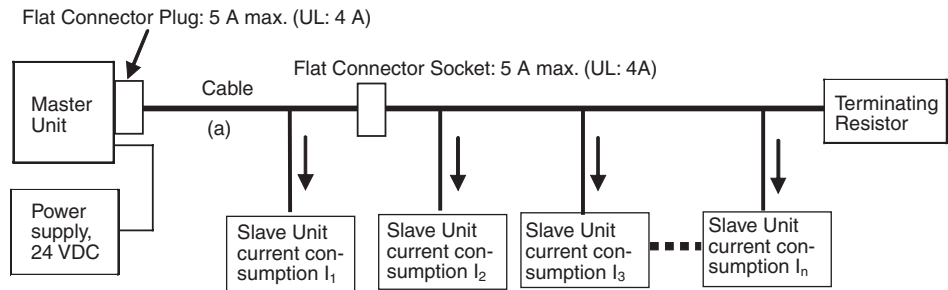 Flat Connector Plug: 5 A max. (UL: 4 A)
Flat Connector Socket: 5 A max. (UL: 4A)
Master
Unit
Cable
(a)
Terminating
Resistor
Power
supply,
24 VDC
Slave Unit
current con-
sumption I₁
Slave Unit
current con-
sumption I₂
Slave Unit
current con-
sumption I₃
Slave Unit
current con-
sumption Iₙ